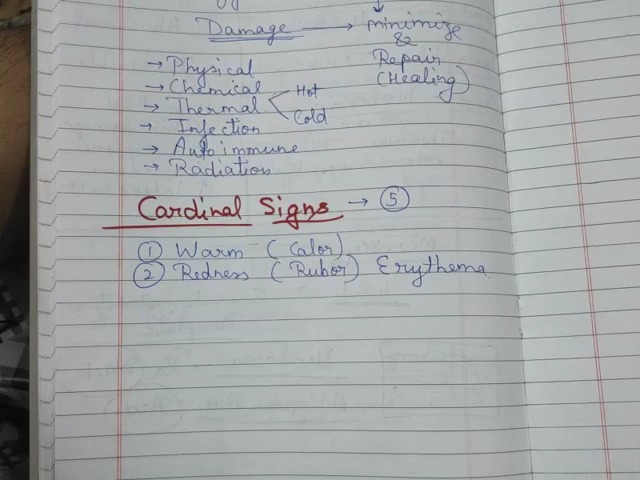 Damage → minimize
&
Repair
(Healing)
→ Physical
→ Chemical
→ Thermal < Hot
Cold
→ Infection
→ Autoimmune
→ Radiation
Cardinal Signs → 5
1 Warm - (Calor)
2 Redness (Rubor) Erythema